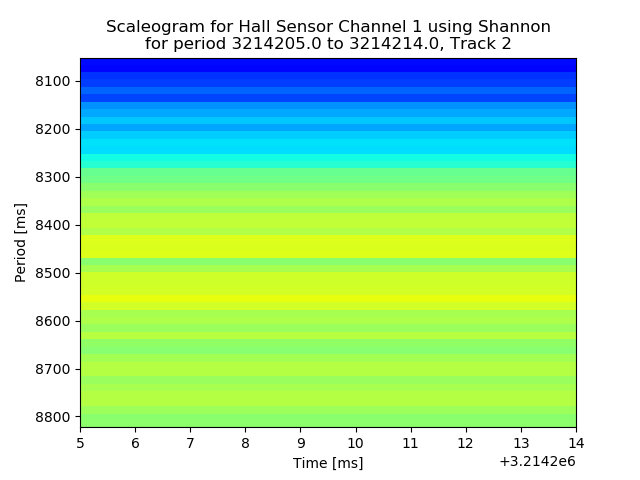 Scaleogram for Hall Sensor Channel 1 using Shannon
for period 3214205.0 to 3214214.0, Track 2
8100
8200
8300
8400
8500
8600
8700
8800
Period [ms]
5 6 7 8 9 10 11 12 13 14
Time [ms]
+3.2142e6